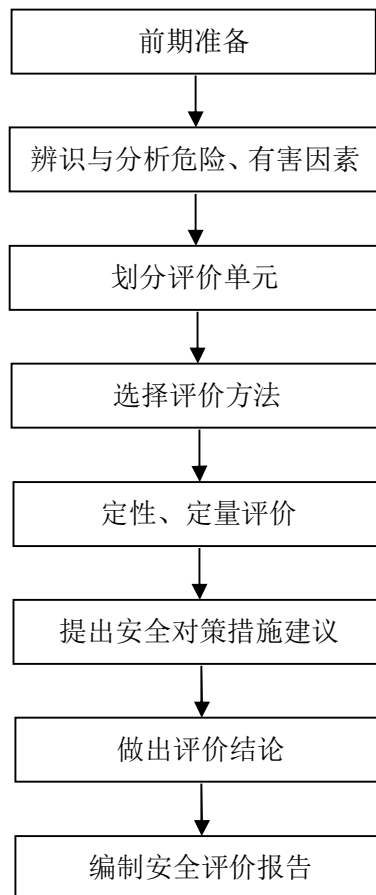 前期准备
辨识与分析危险、有害因素
划分评价单元
选择评价方法
定性、定量评价
提出安全对策措施建议
做出评价结论
编制安全评价报告